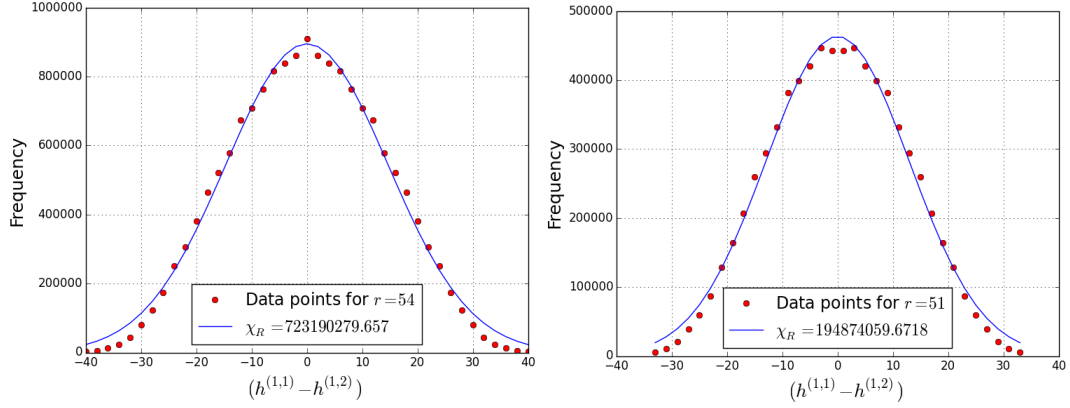 1000000
800000
600000
400000
200000
0
Frequency
−40 −30 −20 −10 0 10 20 30 40
(h^{(1,1)} − h^{(1,2)})
Data points for r = 54
χ_R = 723190279.657
500000
400000
300000
200000
100000
0
Frequency
−40 −30 −20 −10 0 10 20 30 40
(h^{(1,1)} − h^{(1,2)})
Data points for r = 51
χ_R = 194874059.6718